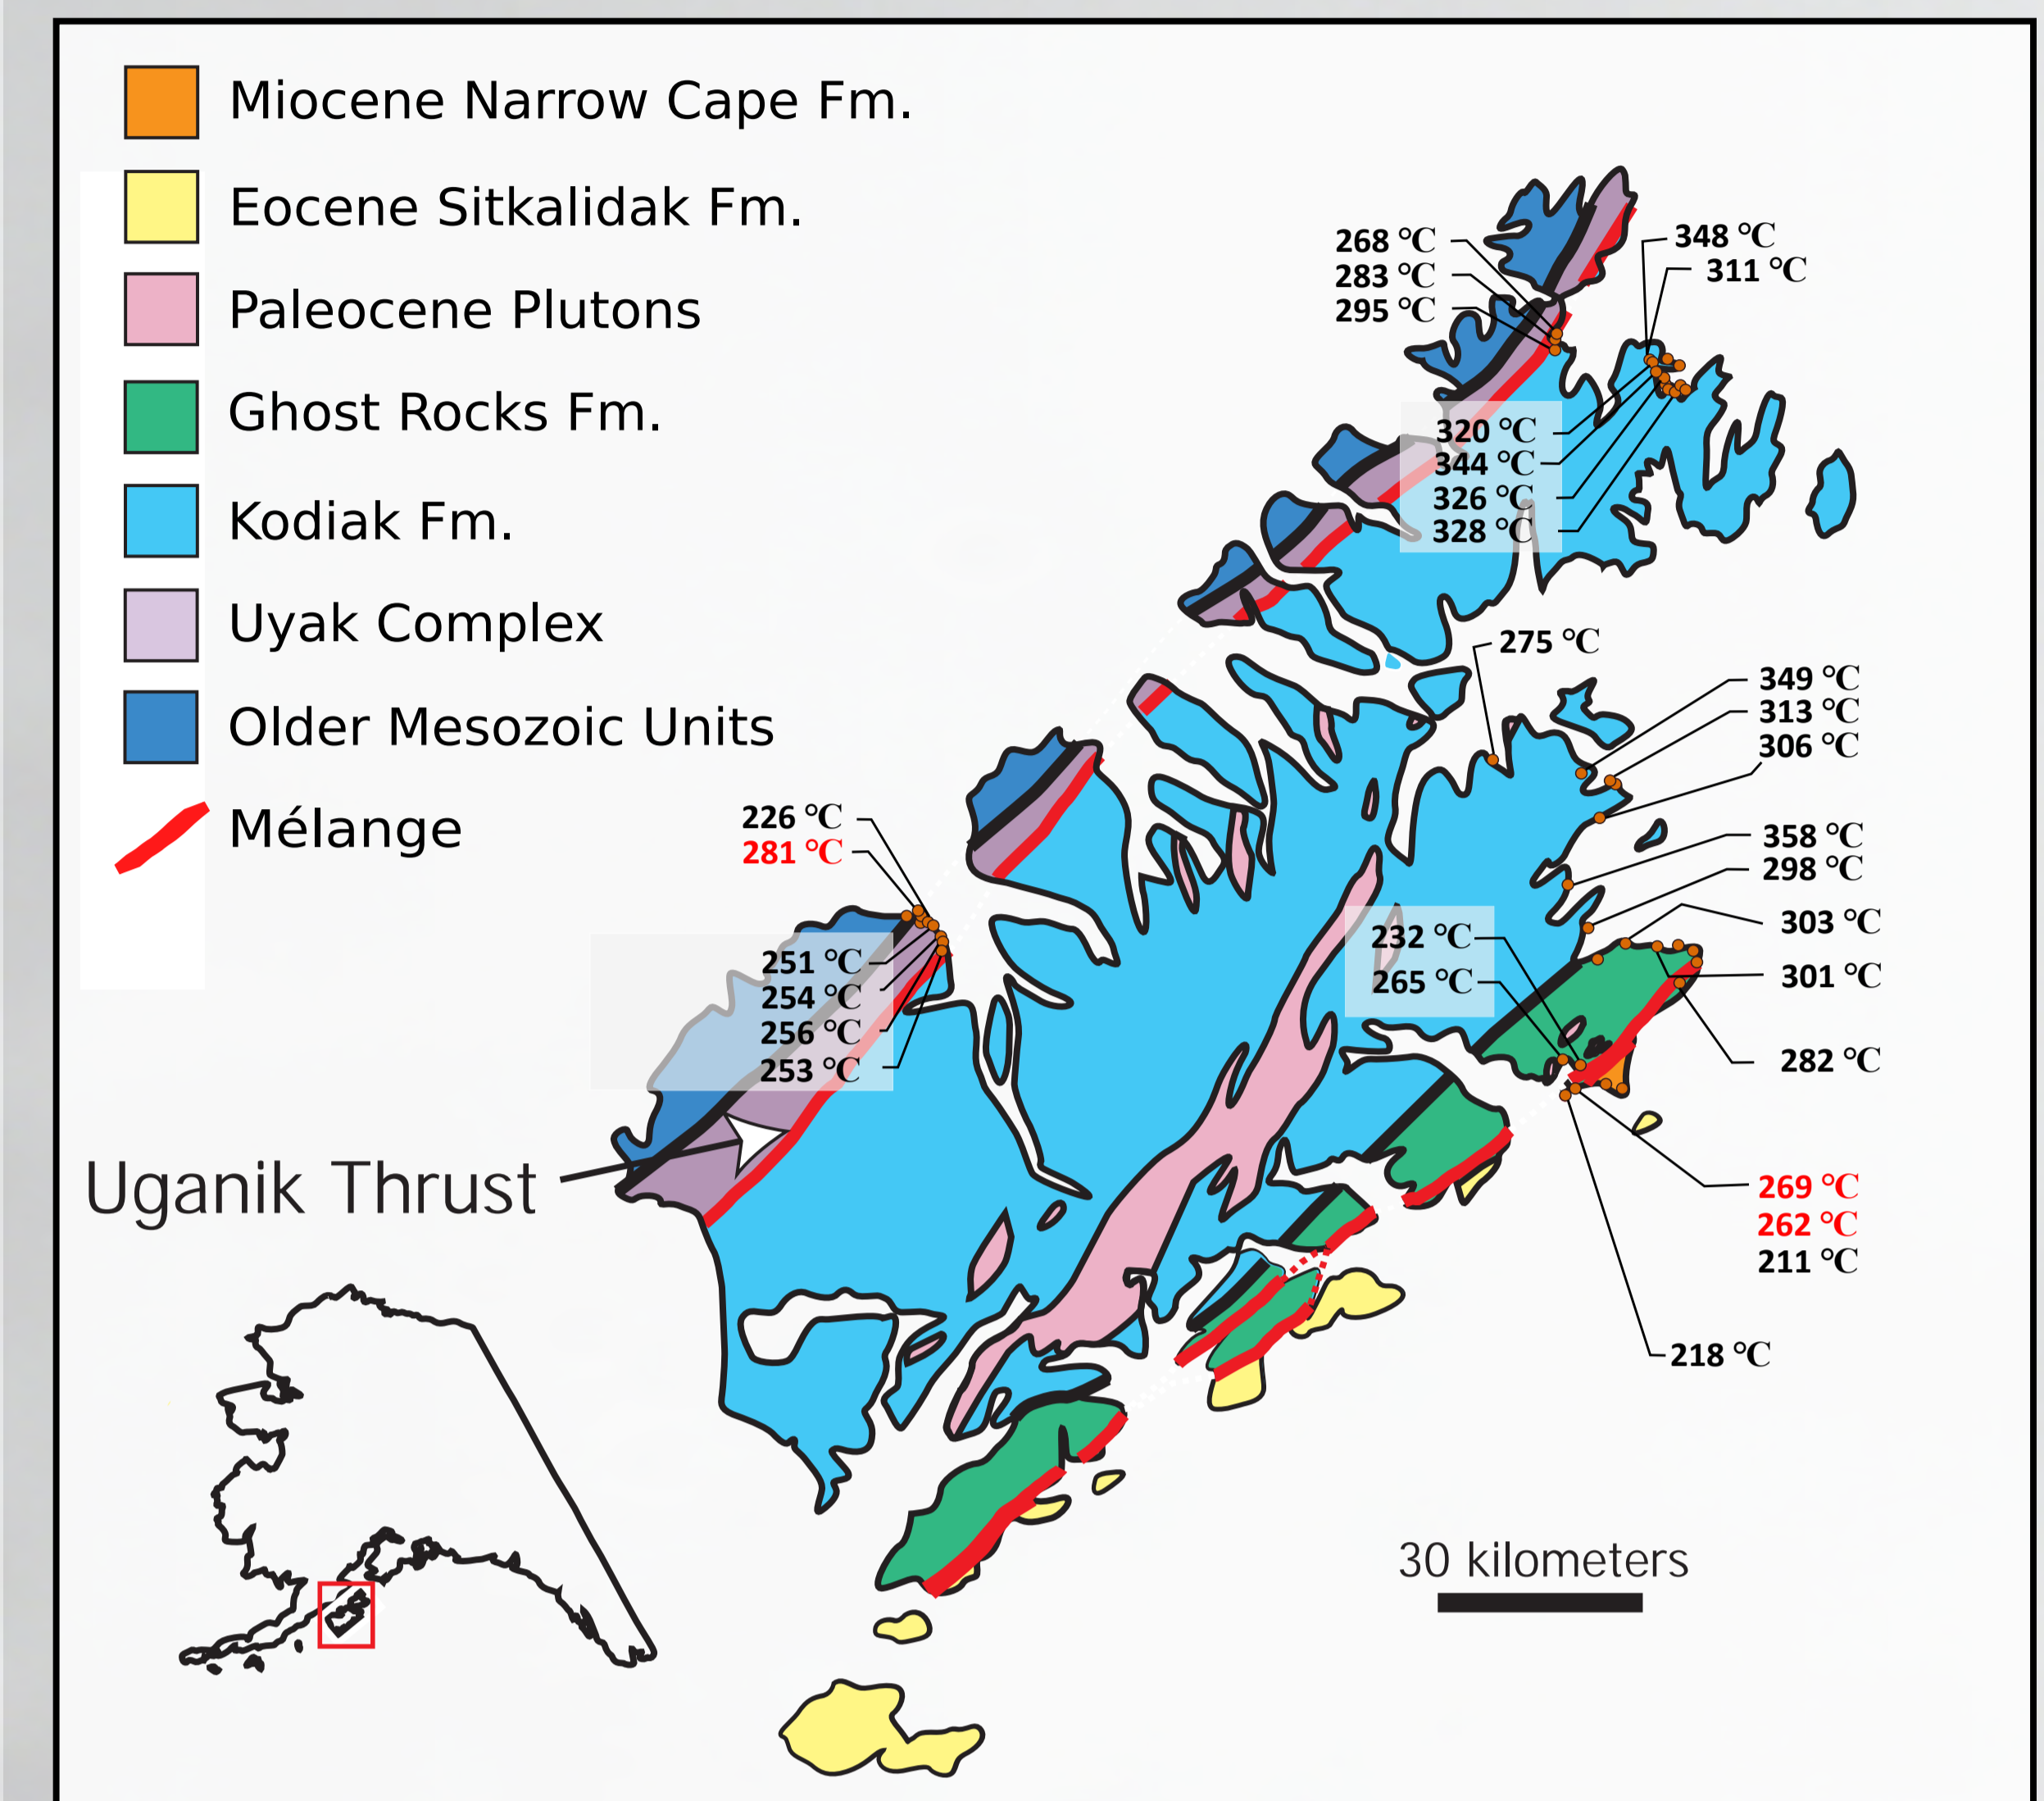 Miocene Narrow Cape Fm.
Eocene Sitkalidak Fm.
Paleocene Plutons
Ghost Rocks Fm.
Kodiak Fm.
Uyak Complex
Older Mesozoic Units
Mélange
268 °C
283 °C
295 °C
348 °C
311 °C
320 °C
344 °C
326 °C
328 °C
275 °C
349 °C
313 °C
306 °C
226 °C
281 °C
358 °C
298 °C
251 °C
254 °C
256 °C
253 °C
232 °C
265 °C
303 °C
301 °C
282 °C
Uganik Thrust
269 °C
262 °C
211 °C
218 °C
30 kilometers